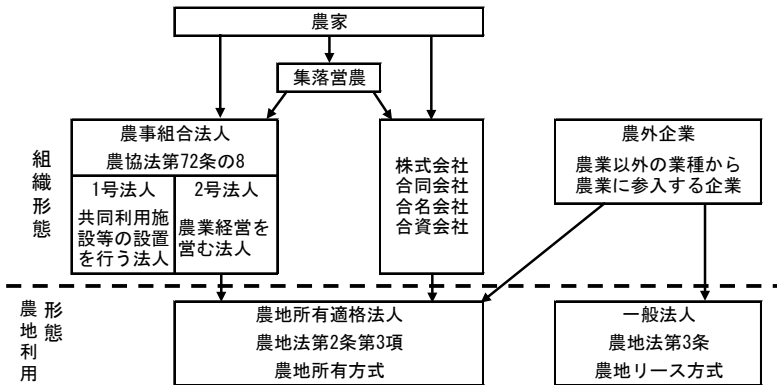 農家
集落営農
組織形態
農事組合法人
農協法第72条の8
1号法人
共同利用施
設等の設置
を行う法人
2号法人
農業経営を
営む法人
株式会社
合同会社
合名会社
合資会社
農外企業
農業以外の業種から
農業に参入する企業
農地利用
形態
農地所有適格法人
農地法第2条第3項
農地所有方式
一般法人
農地法第3条
農地リース方式